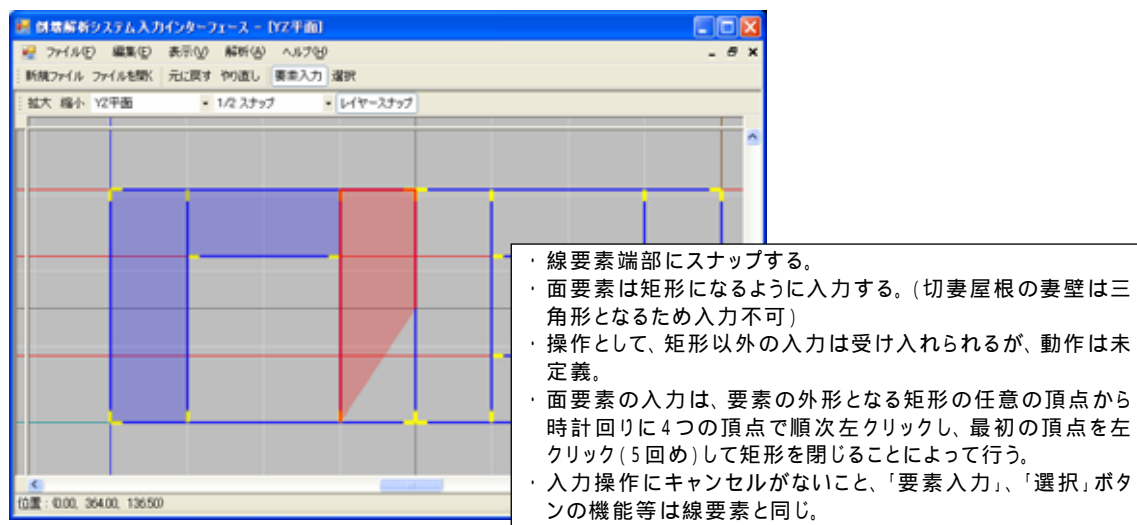 倒壊解析システム入力インターフェース - [YZ平面]
ファイル(F) 編集(E) 表示(V) 解析(A) ヘルプ(H)
新規ファイル ファイルを開く 元に戻す やり直し 要素入力 選択
拡大 縮小 YZ平面 1/2 スナップ レイヤースナップ
位置 : (0.00, 364.00, 136.50)
・線要素端部にスナップする。
・面要素は矩形になるように入力する。(切妻屋根の妻壁は三
角形となるため入力不可)
・操作として、矩形以外の入力は受け入れられるが、動作は未
定義。
・面要素の入力は、要素の外形となる矩形の任意の頂点から
時計回りに4つの頂点で順次左クリックし、最初の頂点を左
クリック(5回め)して矩形を閉じることによって行う。
・入力操作にキャンセルがないこと、「要素入力」、「選択」ボタ
ンの機能等は線要素と同じ。